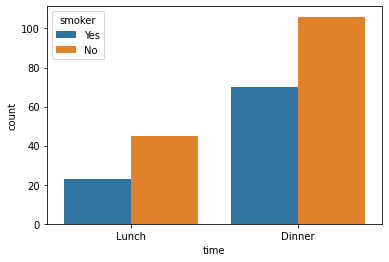 smoker
Yes
No
100
80
60
40
20
0
count
Lunch Dinner
time